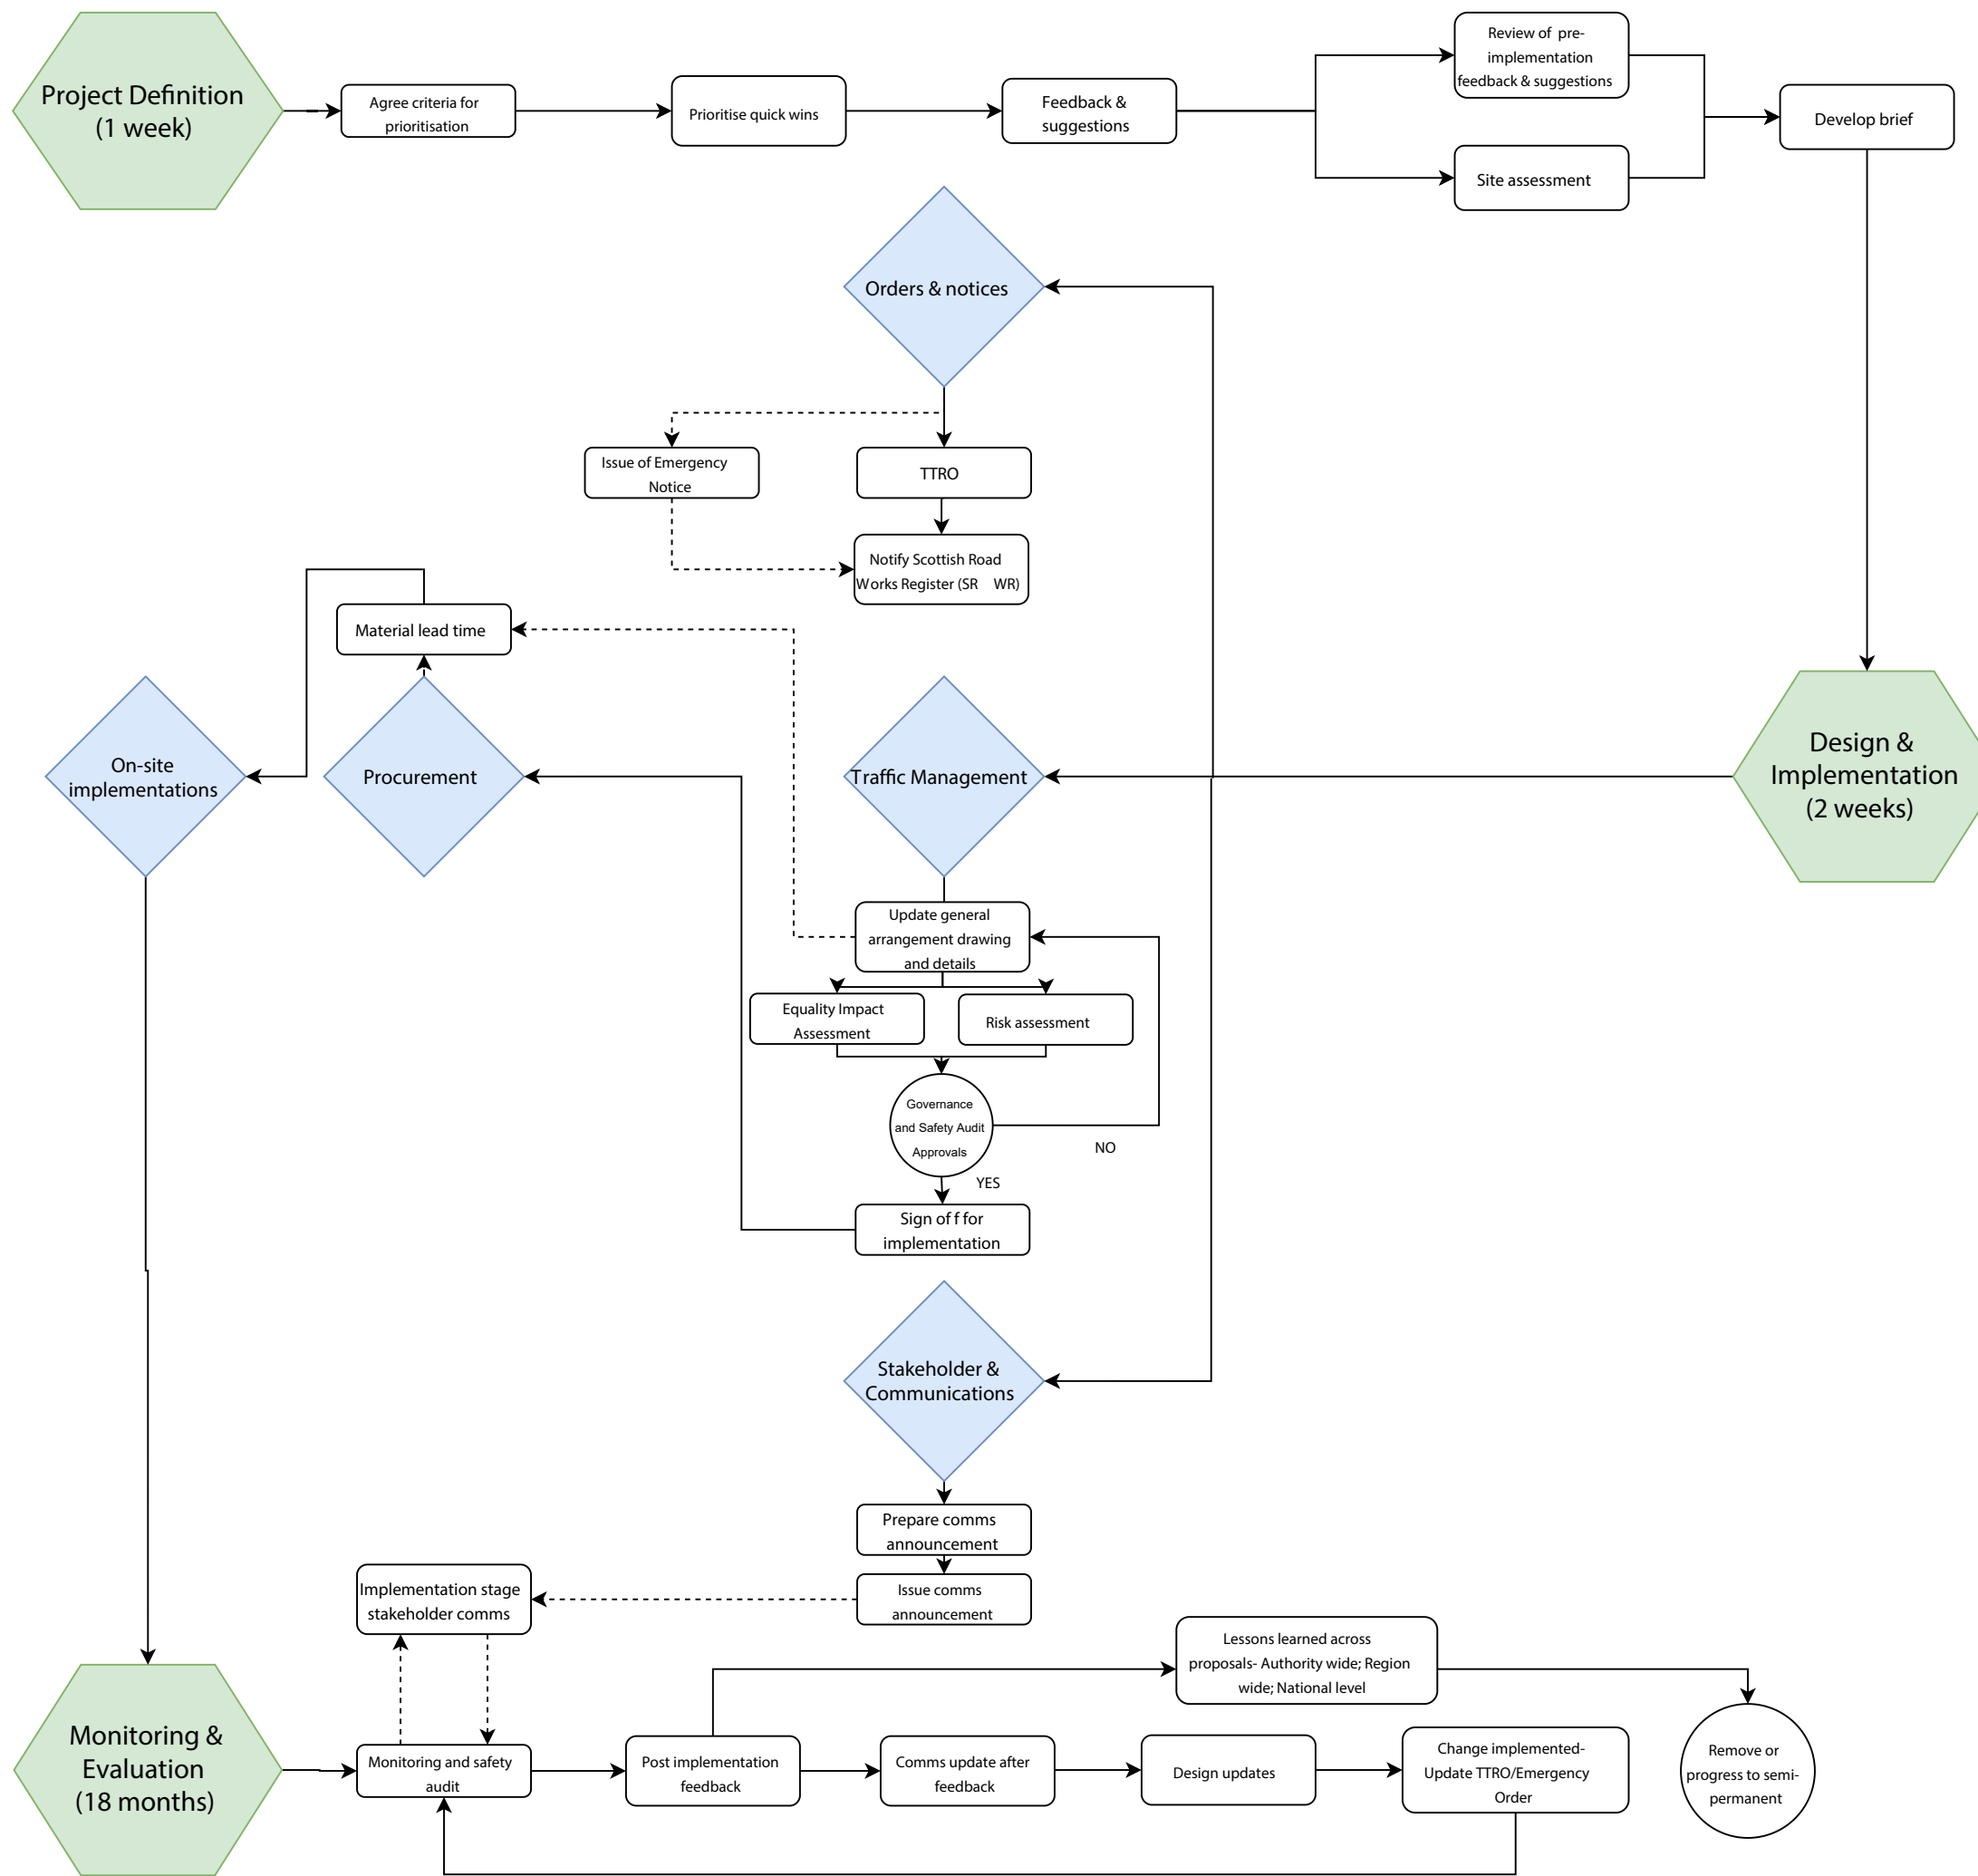 Project Definition
(1 week)
Agree criteria for
prioritisation
Prioritise quick wins
Feedback &
suggestions
Review of pre-
implementation
feedback & suggestions
Site assessment
Develop brief
Orders & notices
Issue of Emergency
Notice
TTRO
Notify Scottish Road
Works Register (SR WR)
Material lead time
On-site
implementations
Procurement
Traffic Management
Design &
Implementation
(2 weeks)
Update general
arrangement drawing
and details
Equality Impact
Assessment
Risk assessment
Governance
and Safety Audit
Approvals
NO
YES
Sign of f for
implementation
Stakeholder &
Communications
Prepare comms
announcement
Issue comms
announcement
Implementation stage
stakeholder comms
Lessons learned across
proposals- Authority wide; Region
wide; National level
Monitoring &
Evaluation
(18 months)
Monitoring and safety
audit
Post implementation
feedback
Comms update after
feedback
Design updates
Change implemented-
Update TTRO/Emergency
Order
Remove or
progress to semi-
permanent